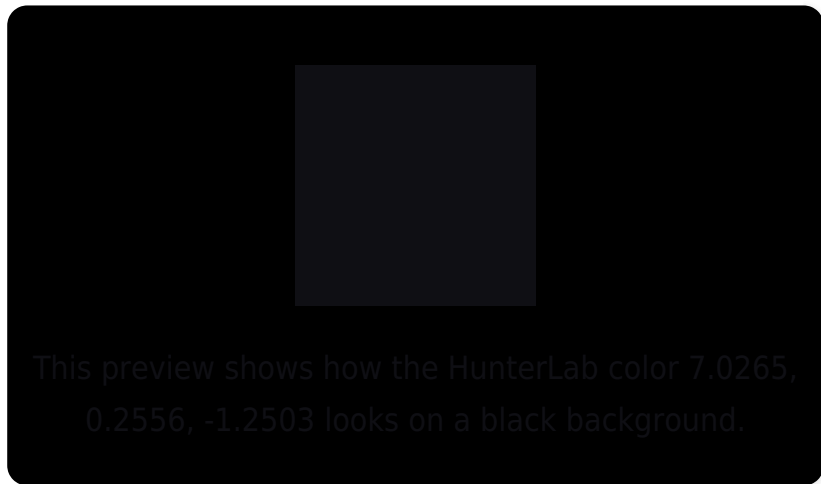 This preview shows how the HunterLab color 7.0265,
0.2556, -1.2503 looks on a black background.